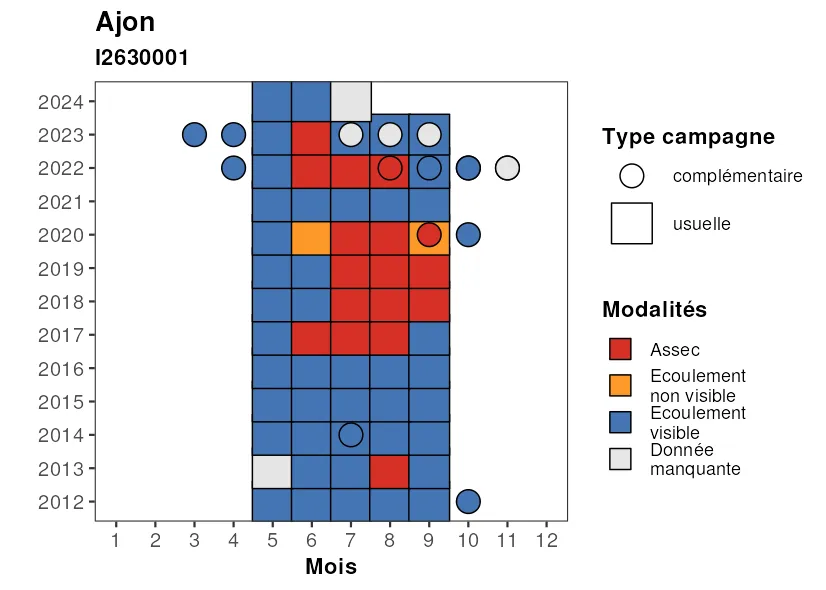 Ajon
I2630001
2024
2023
2022
2021
2020
2019
2018
2017
2016
2015
2014
2013
2012
1 2 3 4 5 6 7 8 9 10 11 12
Mois
Type campagne
complémentaire
usuelle
Modalités
Assec
Ecoulement
non visible
Ecoulement
visible
Donnée
manquante